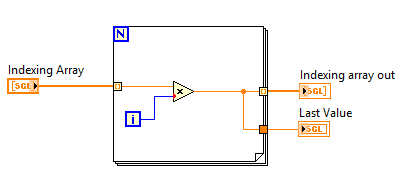 N
Indexing Array
[SGL]
×
i
Indexing array out
[SGL]
Last Value
SGL